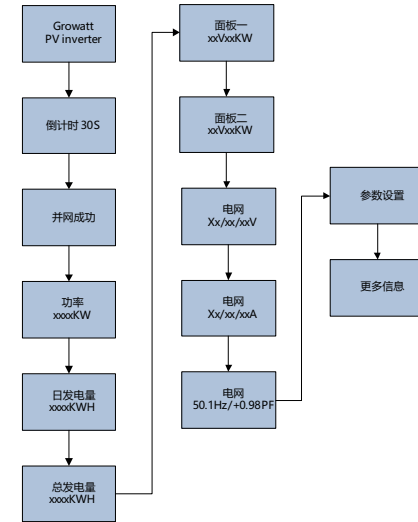 Growatt
PV inverter
倒计时 30S
并网成功
功率
xxxxKW
日发电量
xxxxKWH
总发电量
xxxxKWH
面板一
xxVxxKW
面板二
xxVxxKW
电网
Xx/xx/xxV
电网
Xx/xx/xxA
电网
50.1Hz/+0.98PF
参数设置
更多信息